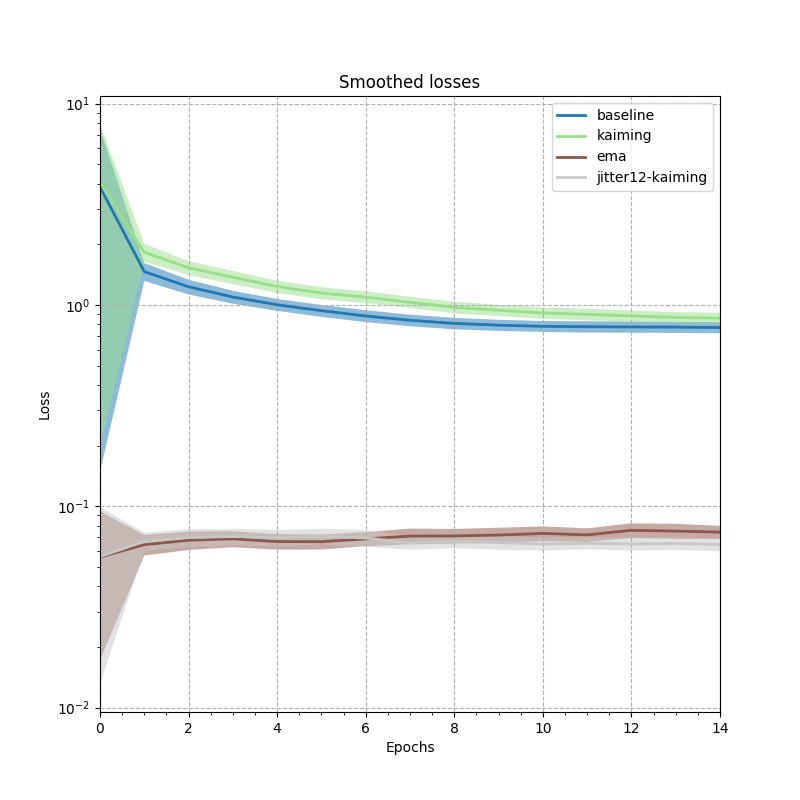 Smoothed losses
10¹
10⁰
10⁻¹
10⁻²
Loss
0 2 4 6 8 10 12 14
Epochs
baseline
kaiming
ema
jitter12-kaiming